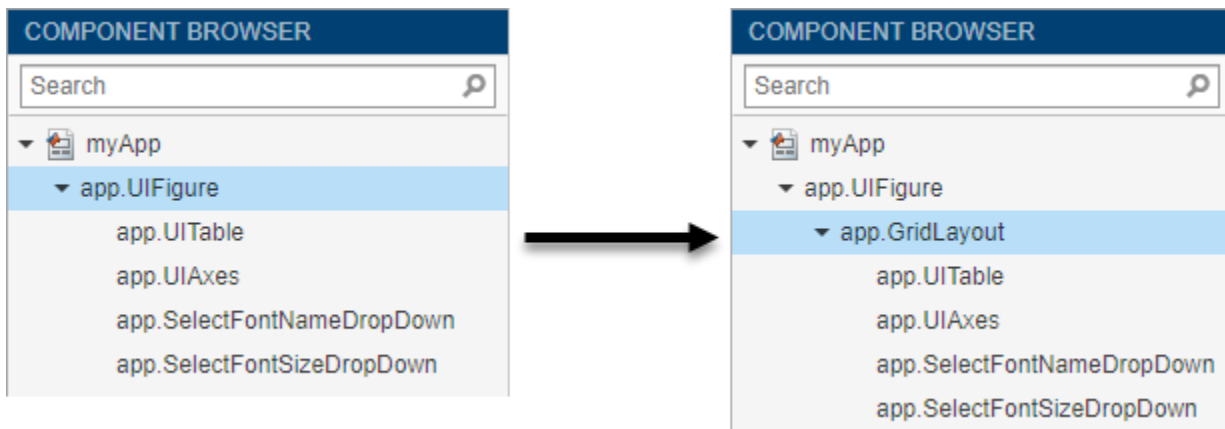 COMPONENT BROWSER
Search
myApp
app.UIFigure
app.UITable
app.UIAxes
app.SelectFontNameDropDown
app.SelectFontSizeDropDown
COMPONENT BROWSER
Search
myApp
app.UIFigure
app.GridLayout
app.UITable
app.UIAxes
app.SelectFontNameDropDown
app.SelectFontSizeDropDown